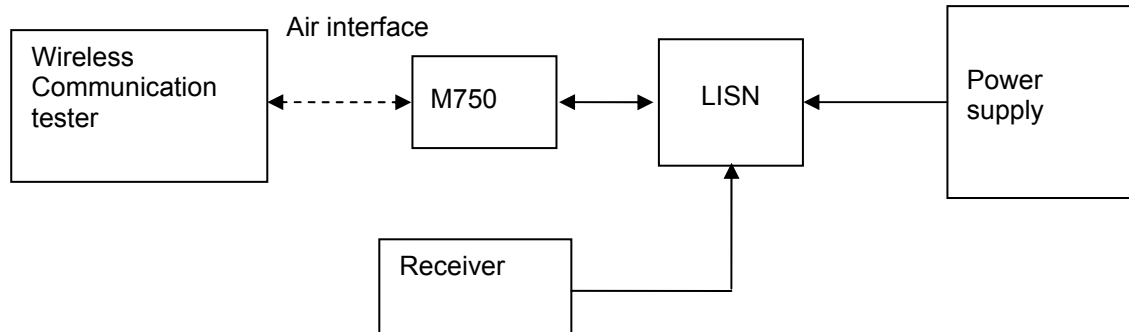 Air interface
Wireless
Communication
tester
M750
LISN
Power
supply
Receiver